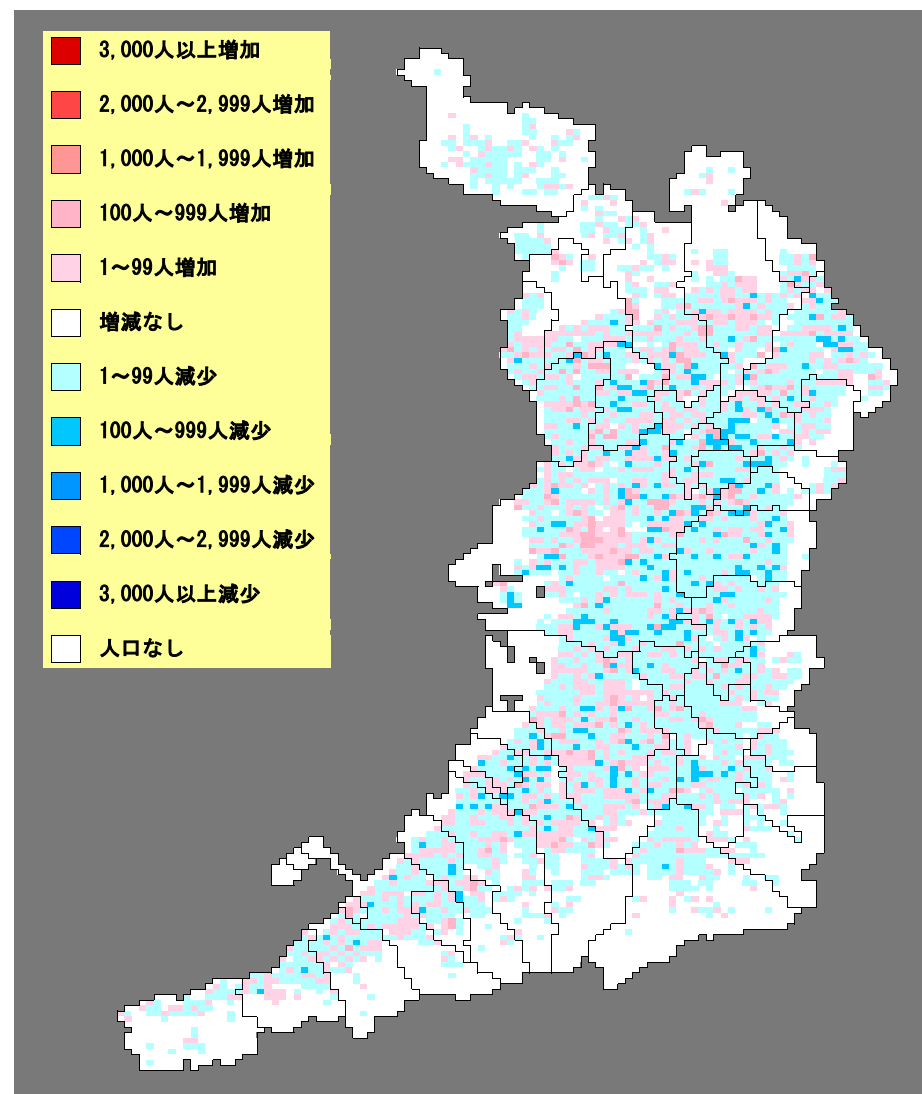 3,000人以上増加
2,000人～2,999人増加
1,000人～1,999人増加
100人～999人増加
1～99人増加
増減なし
1～99人減少
100人～999人減少
1,000人～1,999人減少
2,000人～2,999人減少
3,000人以上減少
人口なし